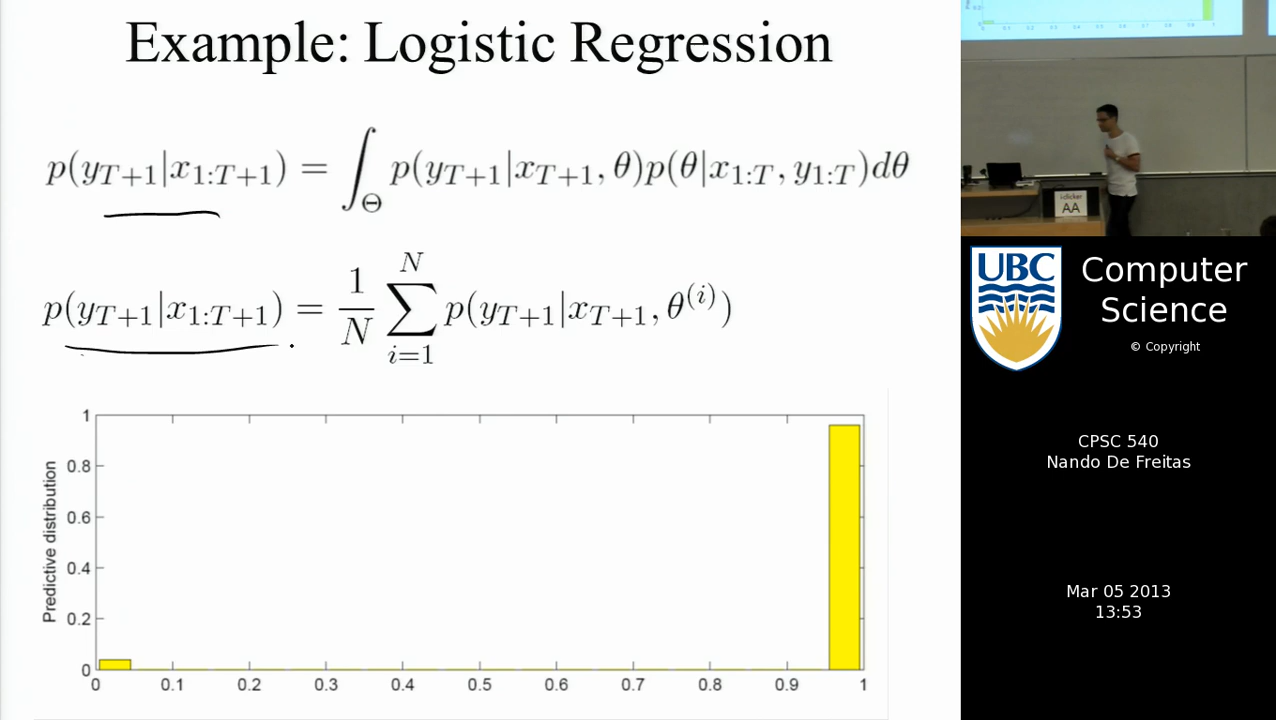 Example: Logistic Regression
p(y_{T+1}|x_{1:T+1}) = ∫_Θ p(y_{T+1}|x_{T+1}, θ)p(θ|x_{1:T}, y_{1:T})dθ
p(y_{T+1}|x_{1:T+1}) = \frac{1}{N} ∑_{i=1}^{N} p(y_{T+1}|x_{T+1}, θ^{(i)})
Predictive distribution
1
0.8
0.6
0.4
0.2
0
0 0.1 0.2 0.3 0.4 0.5 0.6 0.7 0.8 0.9 1
i-clicker
AA
UBC
Computer
Science
© Copyright
CPSC 540
Nando De Freitas
Mar 05 2013
13:53